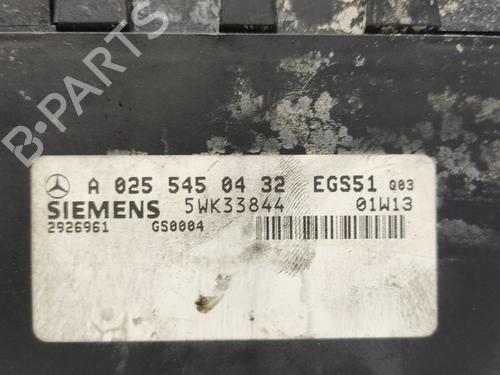 B-PARTS
A 025 545 04 32 EGS51 Q03
SIEMENS 5WK33844 01W13
2926961 GS0004